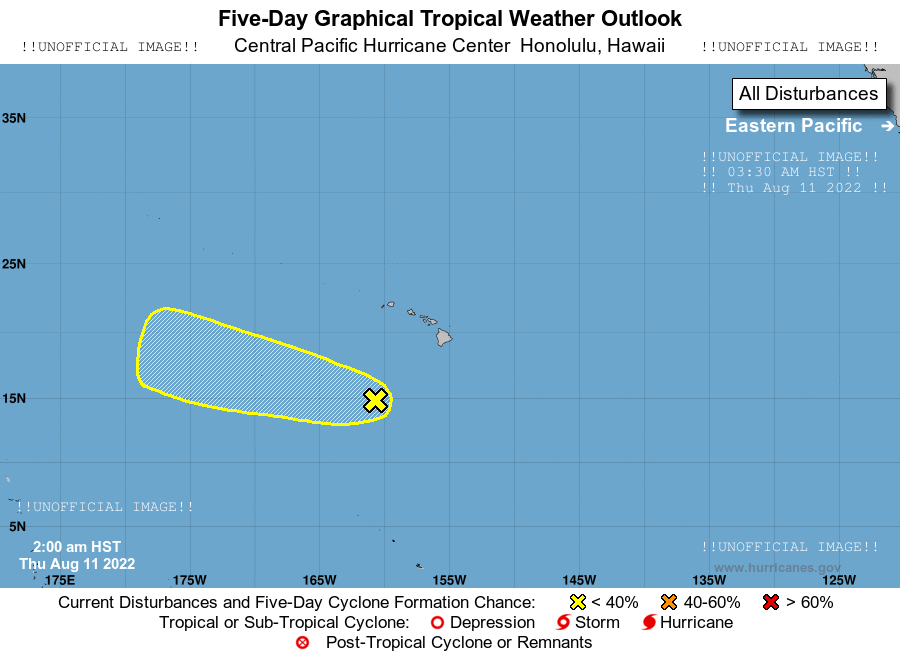 Five-Day Graphical Tropical Weather Outlook
!!UNOFFICIAL IMAGE!! Central Pacific Hurricane Center Honolulu, Hawaii !!UNOFFICIAL IMAGE!!
All Disturbances
35N
Eastern Pacific →
!!UNOFFICIAL IMAGE!!
!! 03:30 AM HST !!
!! Thu Aug 11 2022 !!
25N
15N
!!UNOFFICIAL IMAGE!!
5N
2:00 am HST
Thu Aug 11 2022
!!UNOFFICIAL IMAGE!!
www.hurricanes.gov
175E 175W 165W 155W 145W 135W 125W
Current Disturbances and Five-Day Cyclone Formation Chance: < 40% 40-60% > 60%
Tropical or Sub-Tropical Cyclone: Depression Storm Hurricane
Post-Tropical Cyclone or Remnants